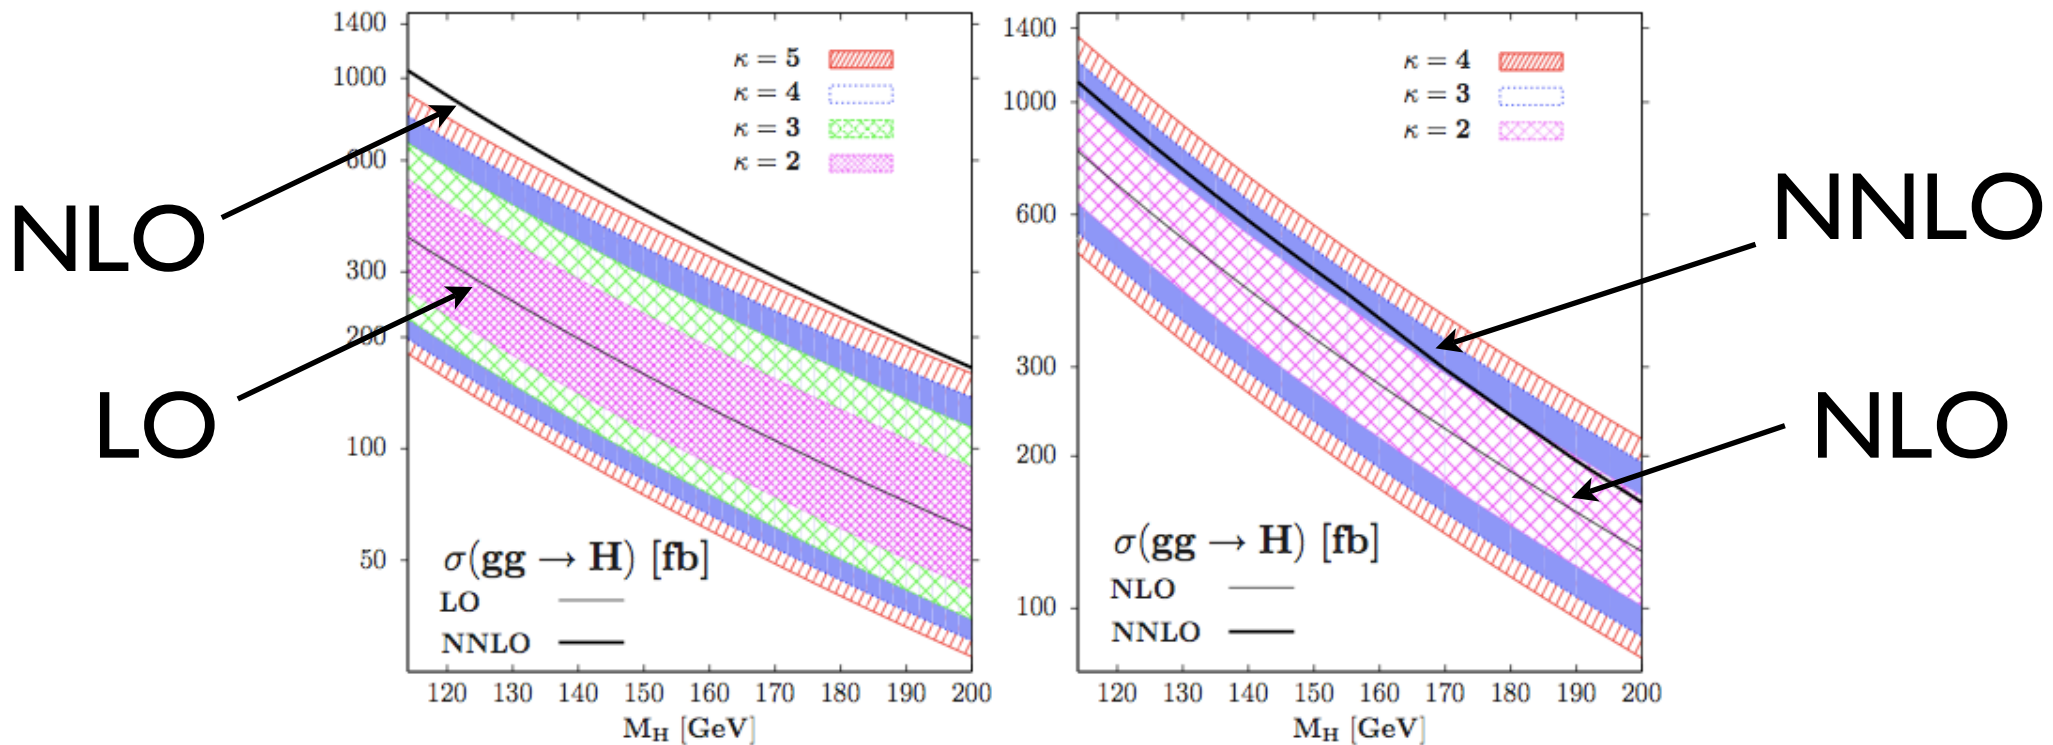 NLO
LO
1400
1000
600
300
200
100
50
κ = 5
κ = 4
κ = 3
κ = 2
σ(gg → H) [fb]
LO
NNLO
120 130 140 150 160 170 180 190 200
M_H [GeV]
1400
1000
600
300
200
100
κ = 4
κ = 3
κ = 2
σ(gg → H) [fb]
NLO
NNLO
120 130 140 150 160 170 180 190 200
M_H [GeV]
NNLO
NLO